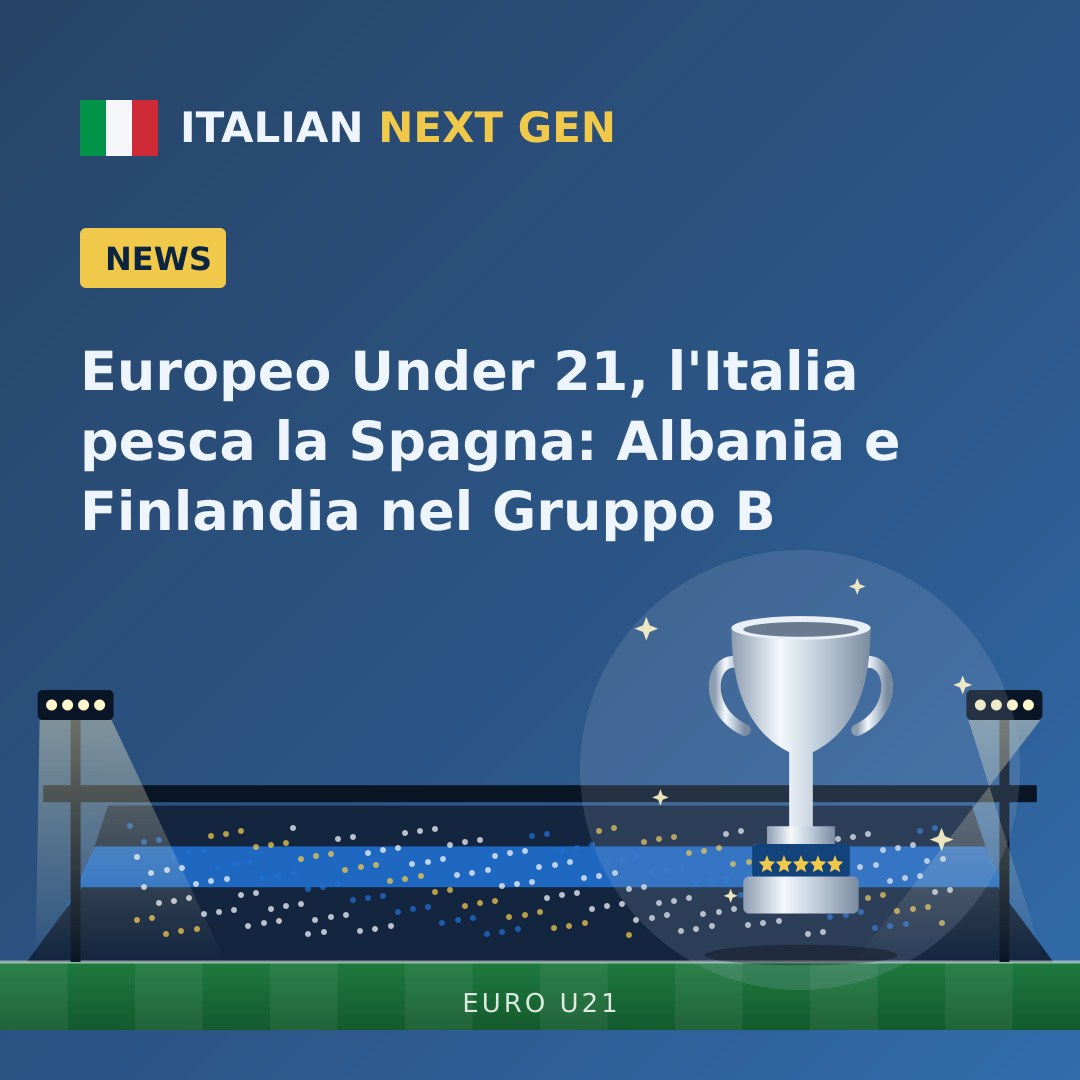 ITALIAN NEXT GEN
NEWS
Europeo Under 21, l'Italia
pesca la Spagna: Albania e
Finlandia nel Gruppo B
EURO U21